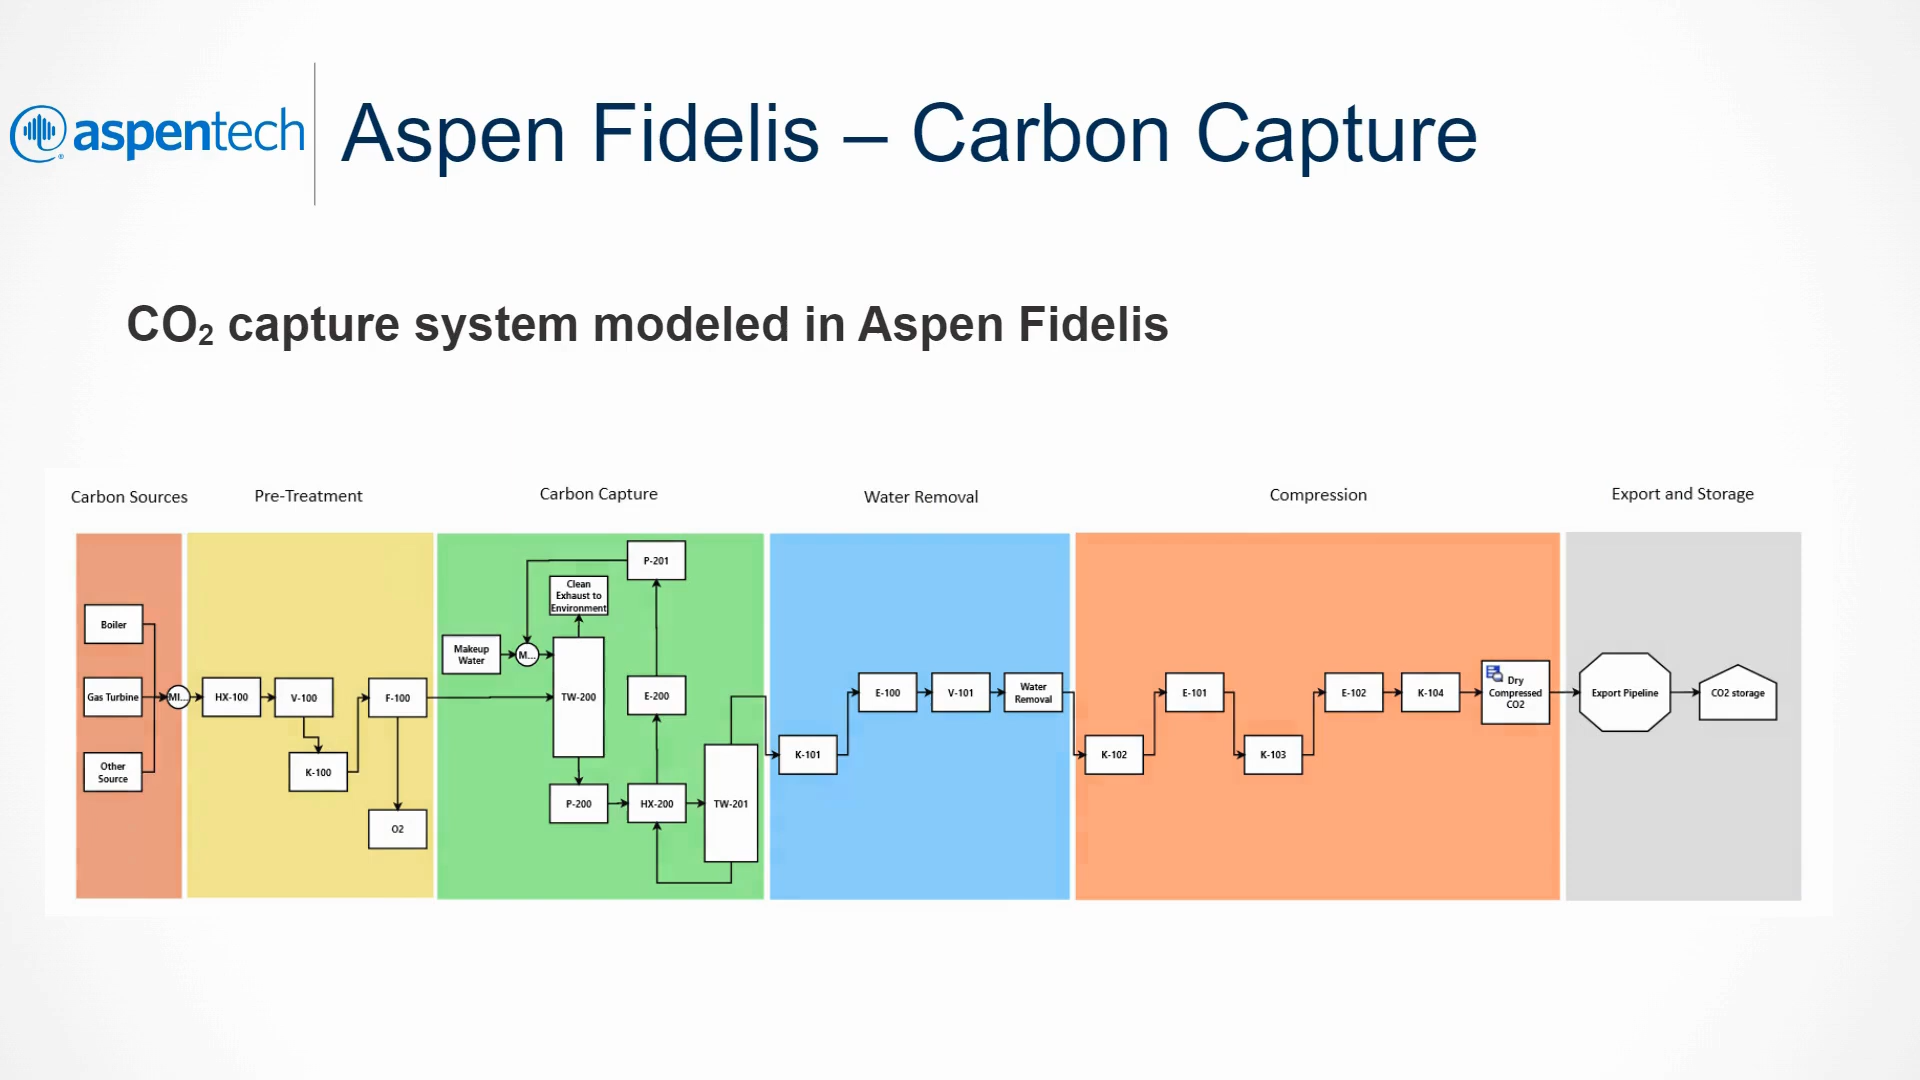 aspentech
Aspen Fidelis – Carbon Capture
CO₂ capture system modeled in Aspen Fidelis
Carbon Sources
Pre-Treatment
Carbon Capture
Water Removal
Compression
Export and Storage
Boiler
Gas Turbine
Other
Source
MI...
HX-100
V-100
K-100
F-100
O2
Makeup
Water
M...
Clean
Exhaust to
Environment
TW-200
P-200
P-201
E-200
HX-200
TW-201
K-101
E-100
V-101
Water
Removal
K-102
E-101
K-103
E-102
K-104
Dry
Compressed
CO2
Export Pipeline
CO2 storage